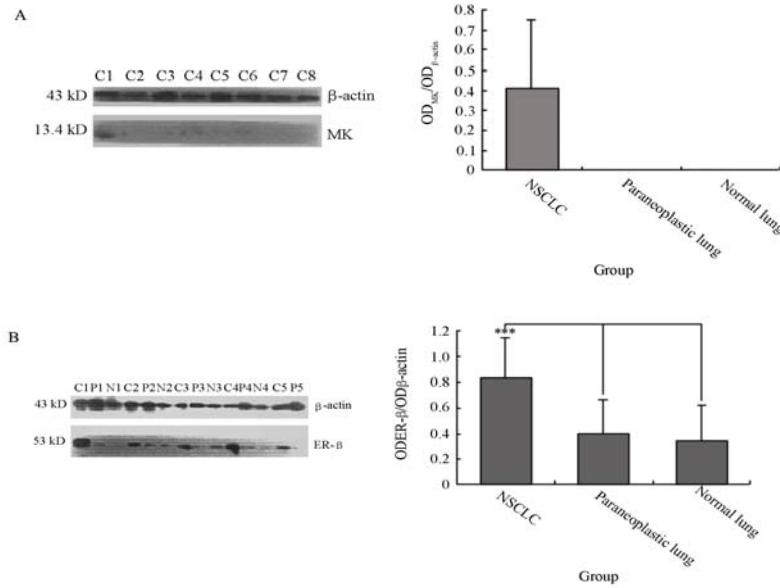 A
C1 C2 C3 C4 C5 C6 C7 C8
43 kD
β-actin
13.4 kD
MK
OD_MK/OD_β-actin
0.8
0.7
0.6
0.5
0.4
0.3
0.2
0.1
0
NSCLC
Paraneoplastic lung
Normal lung
Group
B
C1 P1 N1 C2 P2 N2 C3 P3 N3 C4 P4 N4 C5 P5
43 kD
β-actin
53 kD
ER-β
ODER-β/ODβ-actin
1.2
1.0
0.8
0.6
0.4
0.2
0
***
NSCLC
Paraneoplastic lung
Normal lung
Group